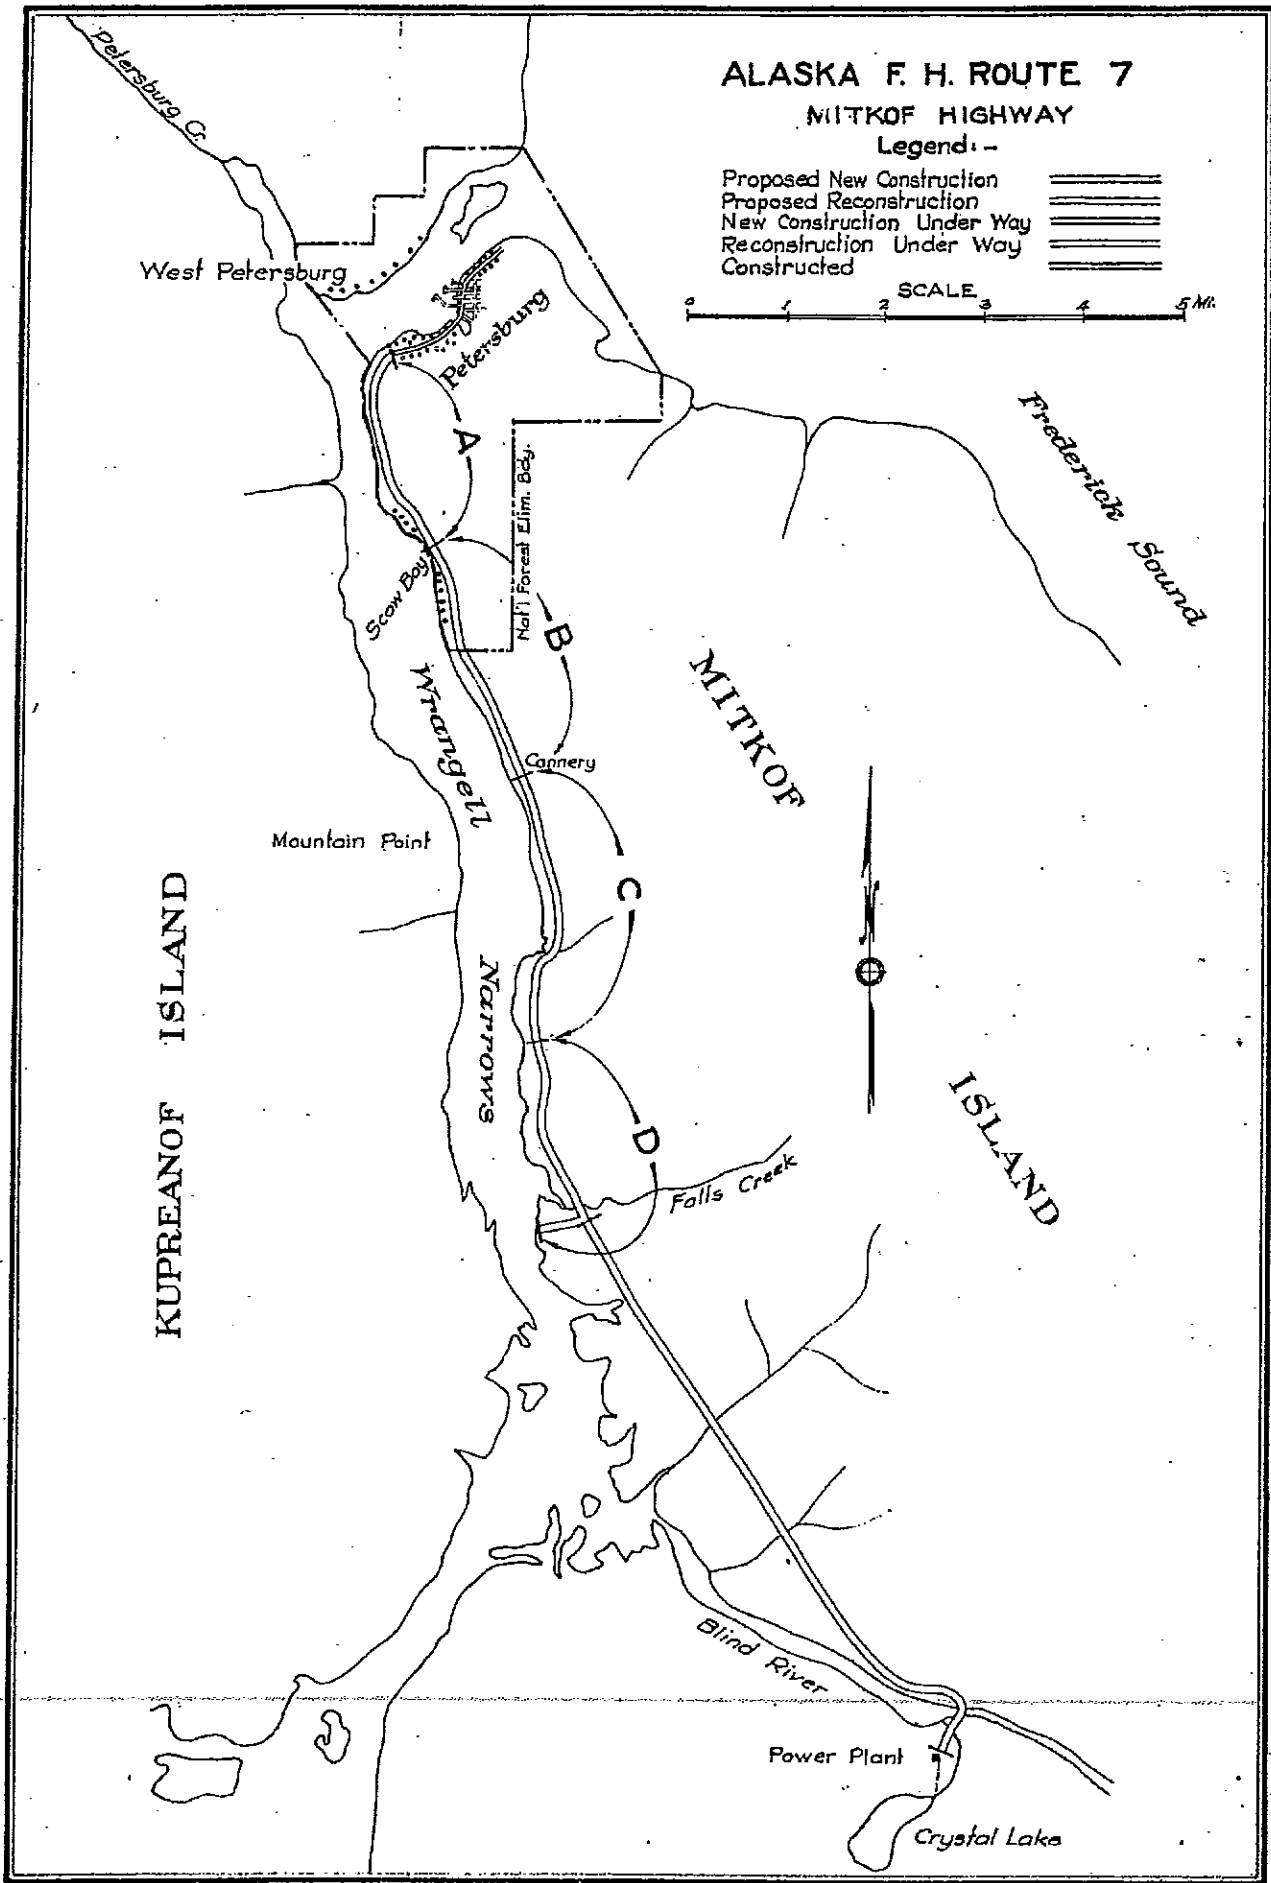 ALASKA F. H. ROUTE 7
MITKOF HIGHWAY
Legend:-
Proposed New Construction
Proposed Reconstruction
New Construction Under Way
Reconstruction Under Way
Constructed
SCALE
0 1 2 3 4 5 Mi.
Petersburg Cr.
West Petersburg
Petersburg
A
Nat'l Forest Elim. Bdy.
Frederick Sound
Scow Bay
B
Wrangell
Narrows
MITKOF
ISLAND
Cannery
Mountain Point
C
KUPREANOF ISLAND
D
Falls Creek
Blind River
Power Plant
Crystal Lake